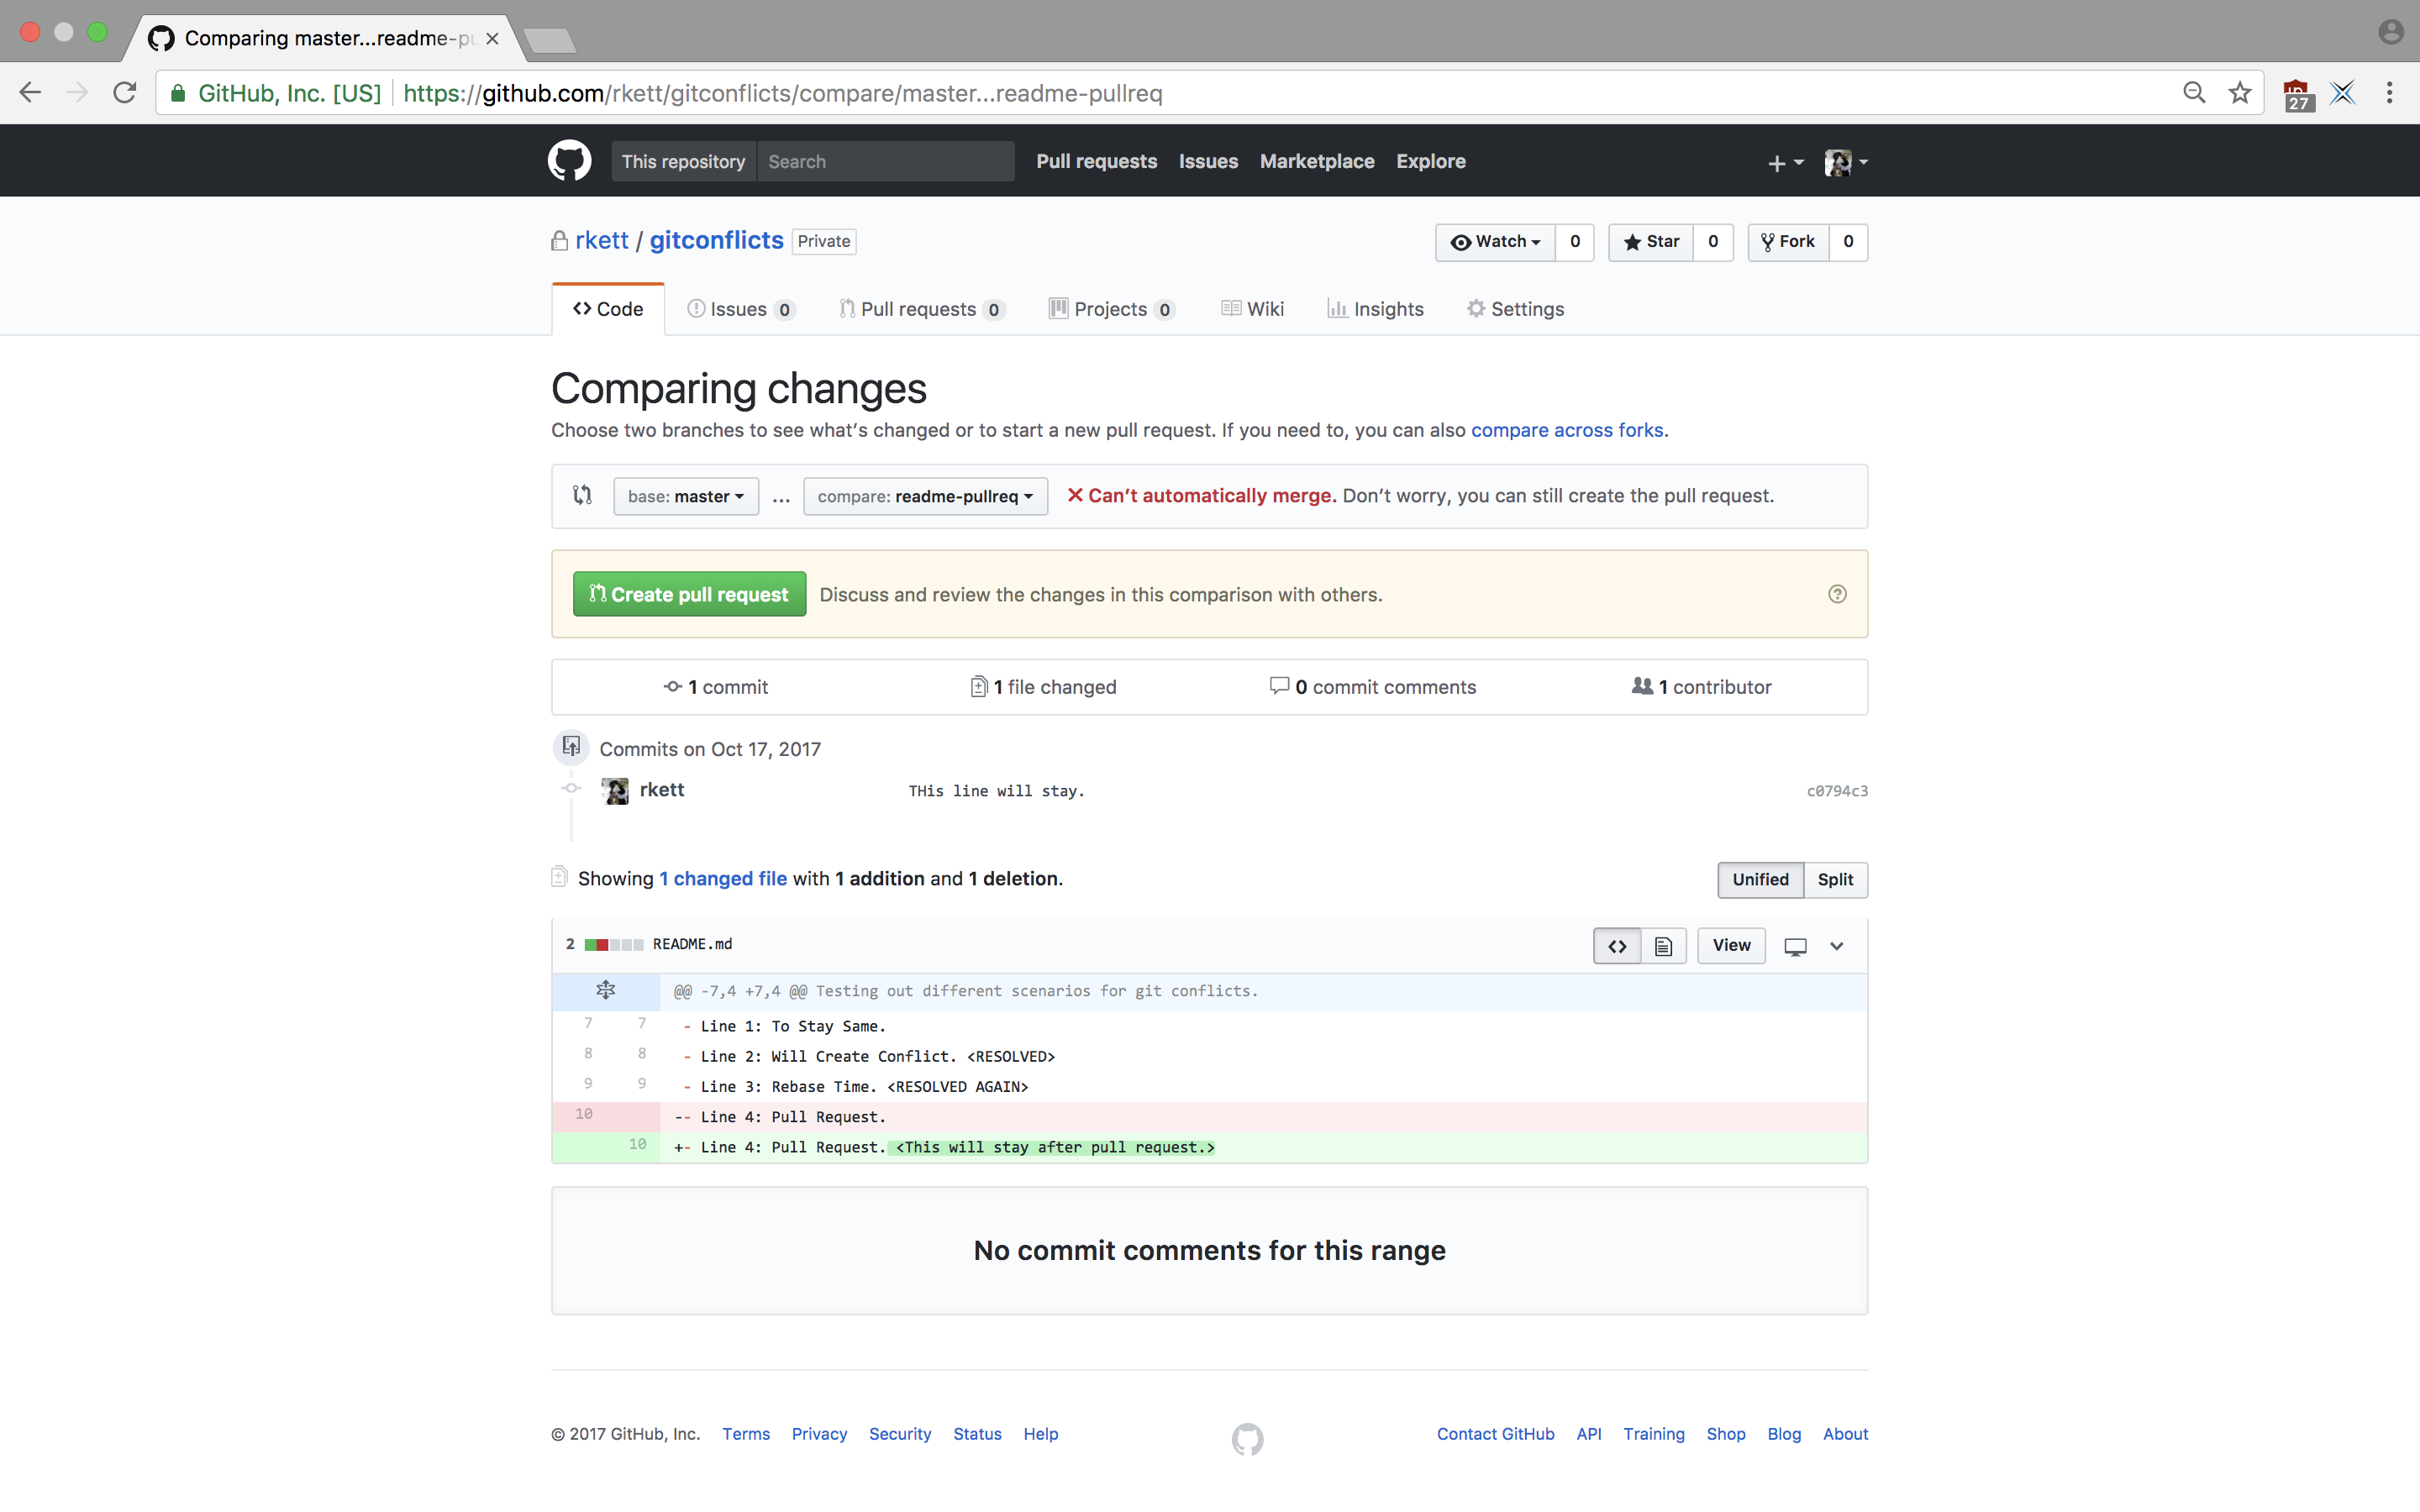 Comparing master...readme-pu
GitHub, Inc. [US] https://github.com/rkett/gitconflicts/compare/master...readme-pullreq
27
This repository Search Pull requests Issues Marketplace Explore
rkett / gitconflicts Private Watch 0 Star 0 Fork 0
Code Issues 0 Pull requests 0 Projects 0 Wiki Insights Settings
Comparing changes
Choose two branches to see what's changed or to start a new pull request. If you need to, you can also compare across forks.
base: master ... compare: readme-pullreq Can't automatically merge. Don't worry, you can still create the pull request.
Create pull request Discuss and review the changes in this comparison with others.
1 commit 1 file changed 0 commit comments 1 contributor
Commits on Oct 17, 2017
rkett THis line will stay. c0794c3
Showing 1 changed file with 1 addition and 1 deletion. Unified Split
2 README.md View
@@ -7,4 +7,4 @@ Testing out different scenarios for git conflicts.
7 7 - Line 1: To Stay Same.
8 8 - Line 2: Will Create Conflict. <RESOLVED>
9 9 - Line 3: Rebase Time. <RESOLVED AGAIN>
10 -- Line 4: Pull Request.
10 +- Line 4: Pull Request. <This will stay after pull request.>
No commit comments for this range
© 2017 GitHub, Inc. Terms Privacy Security Status Help Contact GitHub API Training Shop Blog About